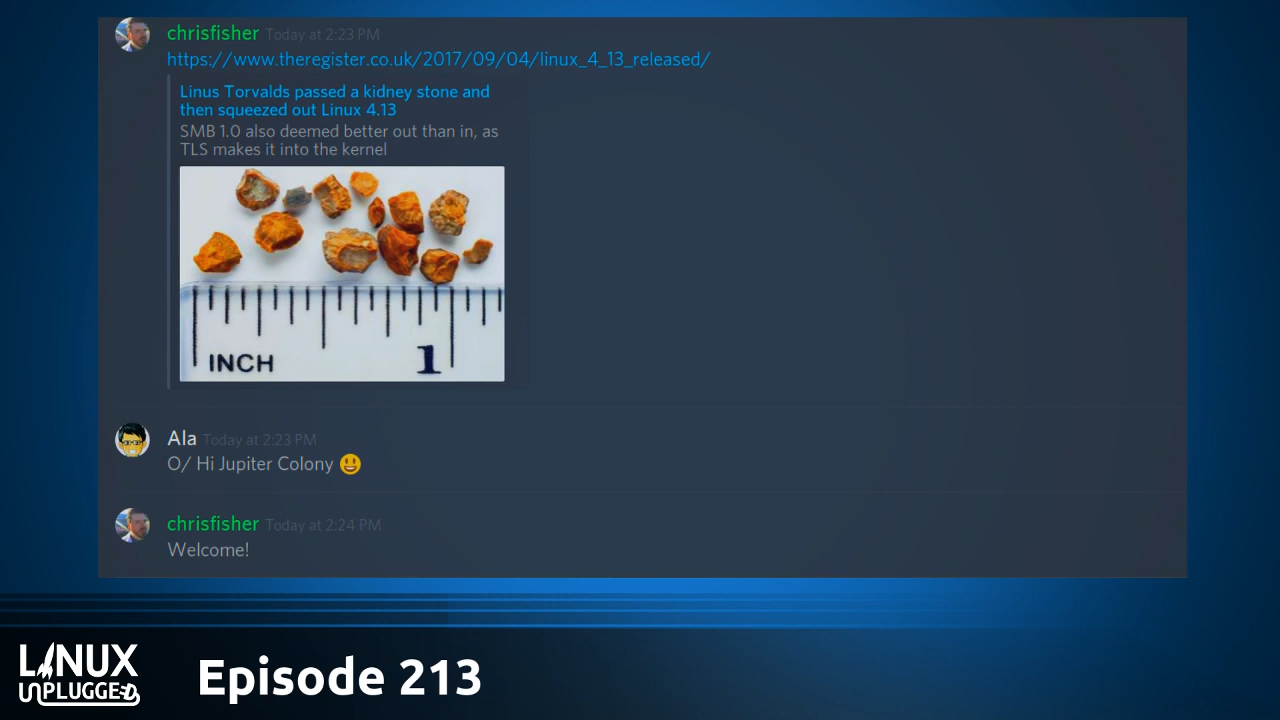 chrisfisher Today at 2:23 PM
https://www.theregister.co.uk/2017/09/04/linux_4_13_released/
Linus Torvalds passed a kidney stone and
then squeezed out Linux 4.13
SMB 1.0 also deemed better out than in, as
TLS makes it into the kernel
INCH 1
Ala Today at 2:23 PM
O/ Hi Jupiter Colony 😃
chrisfisher Today at 2:24 PM
Welcome!
LINUX
UNPLUGGED
Episode 213